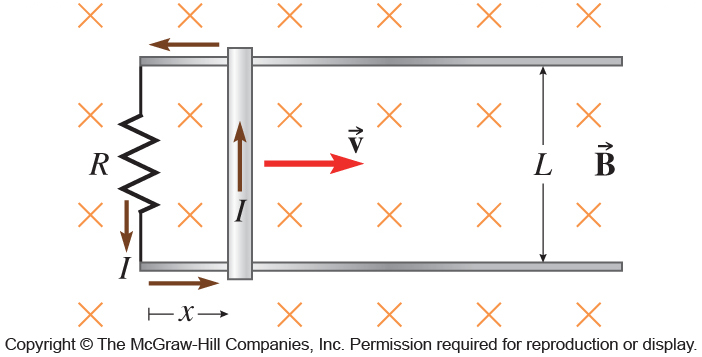 v⃗
R
L
B⃗
I
I
x
Copyright © The McGraw-Hill Companies, Inc. Permission required for reproduction or display.